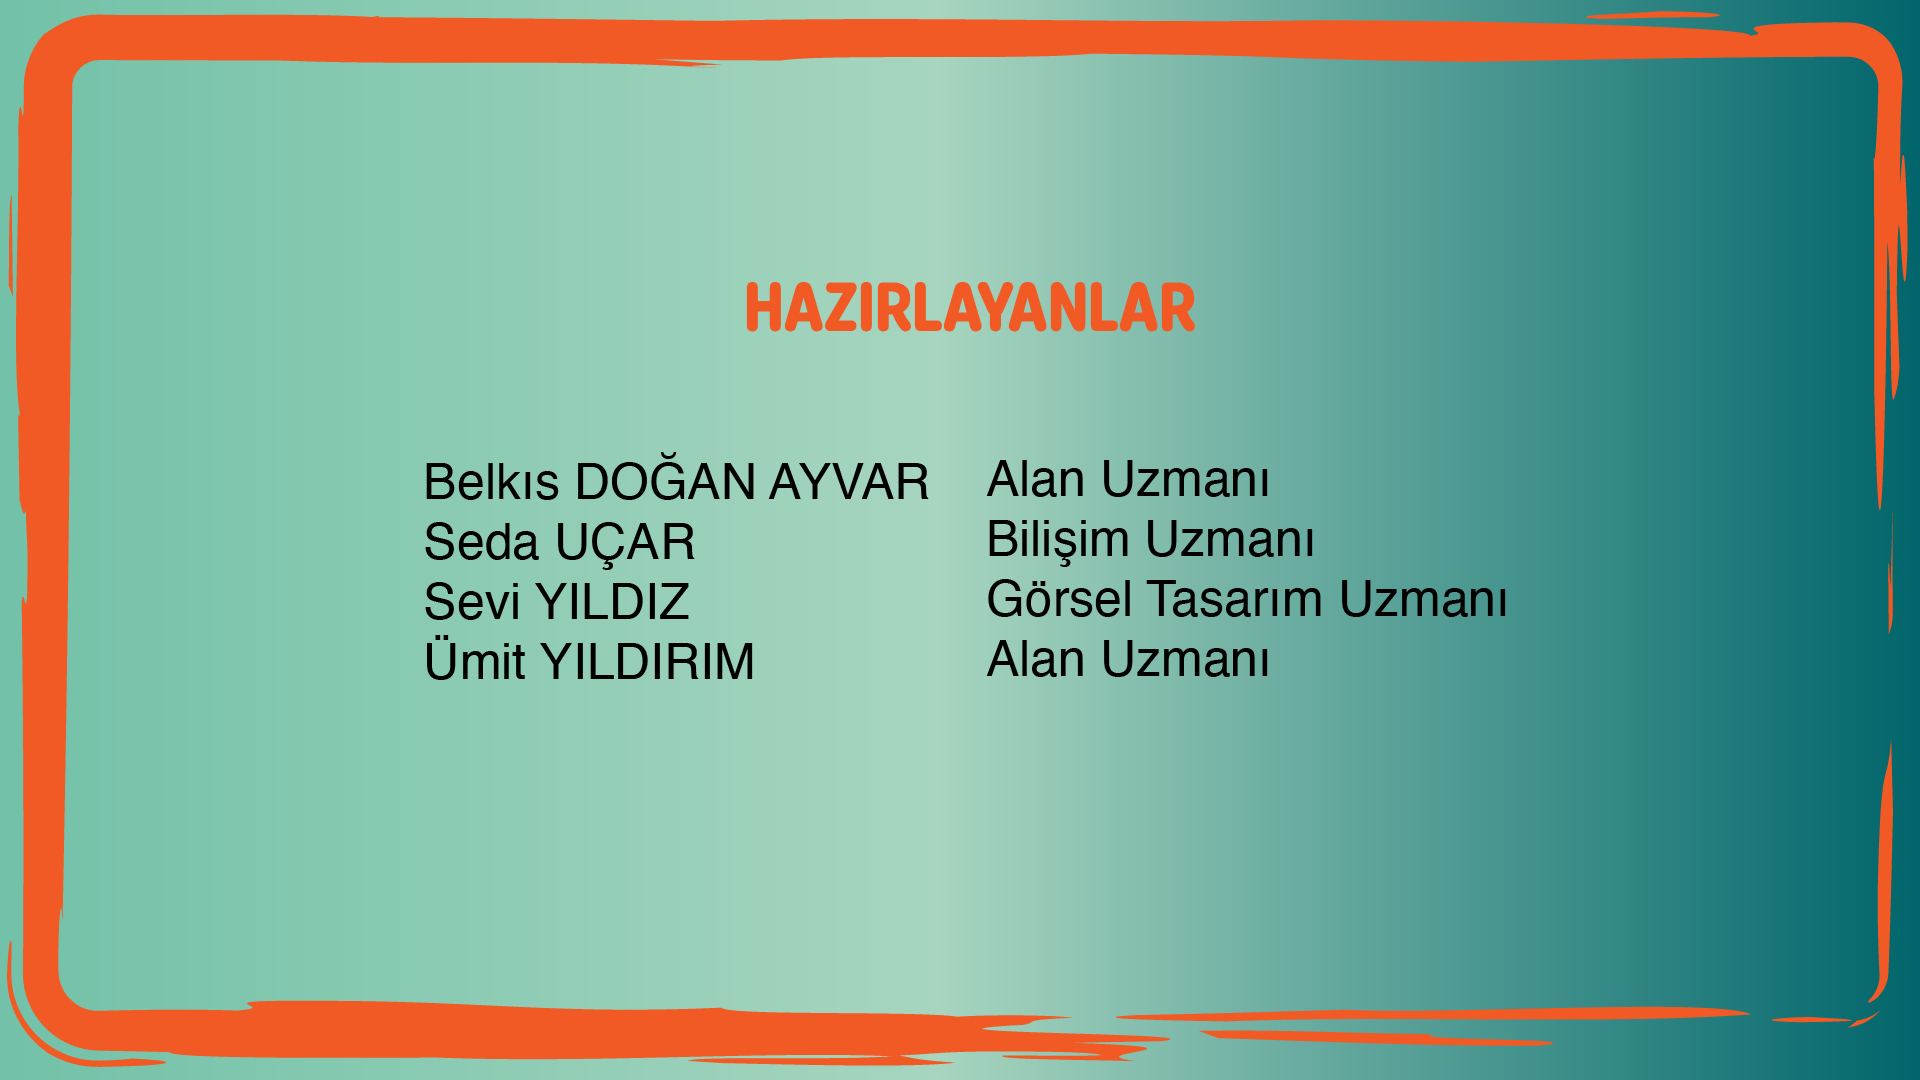 HAZIRLAYANLAR
Belkıs DOĞAN AYVAR Alan Uzmanı
Seda UÇAR Bilişim Uzmanı
Sevi YILDIZ Görsel Tasarım Uzmanı
Ümit YILDIRIM Alan Uzmanı